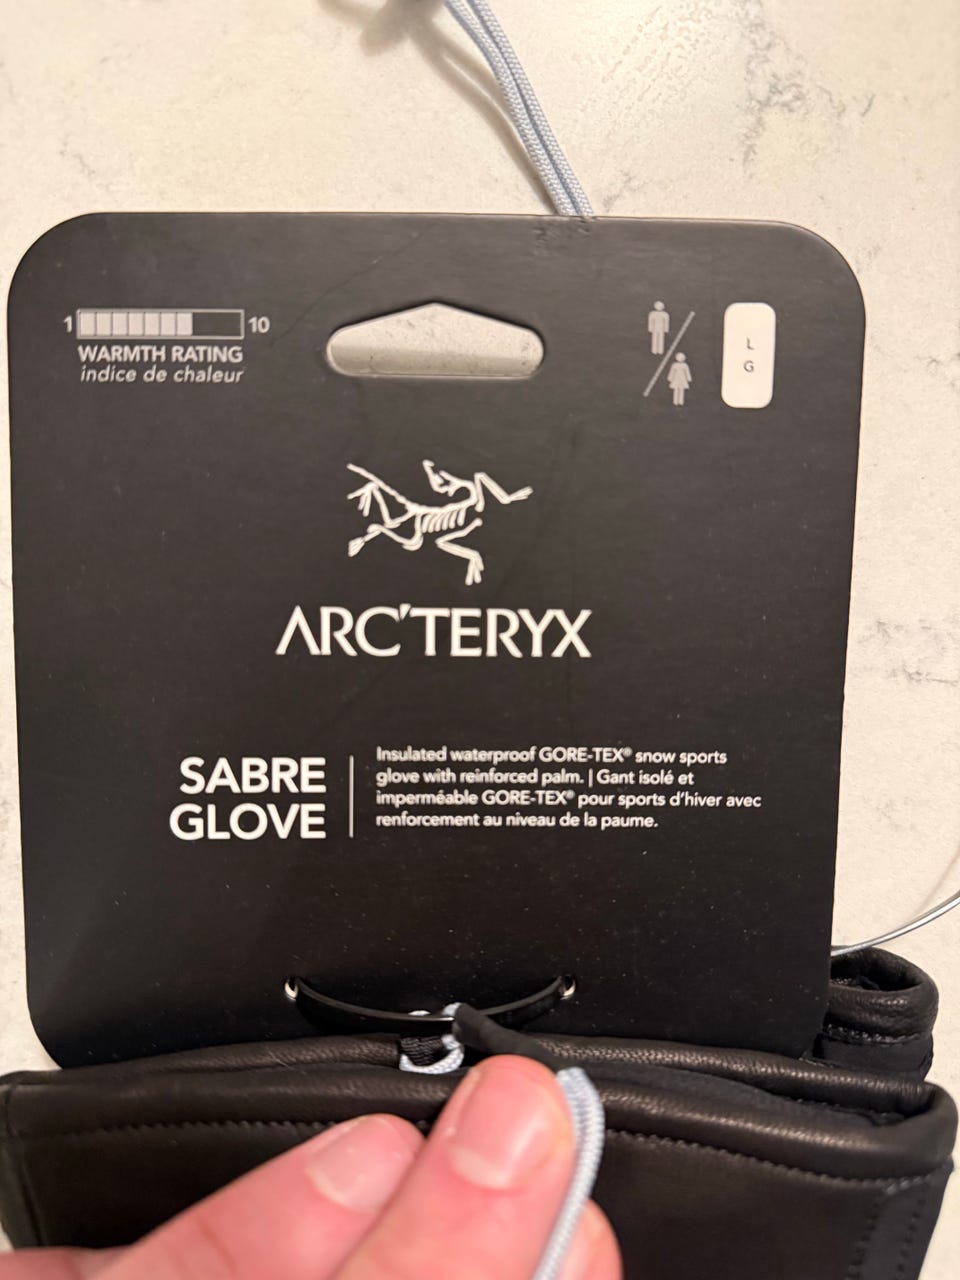 1 10
WARMTH RATING
indice de chaleur
L
G
ARC'TERYX
SABRE
GLOVE
Insulated waterproof GORE-TEX® snow sports
glove with reinforced palm. | Gant isolé et
imperméable GORE-TEX® pour sports d'hiver avec
renforcement au niveau de la paume.